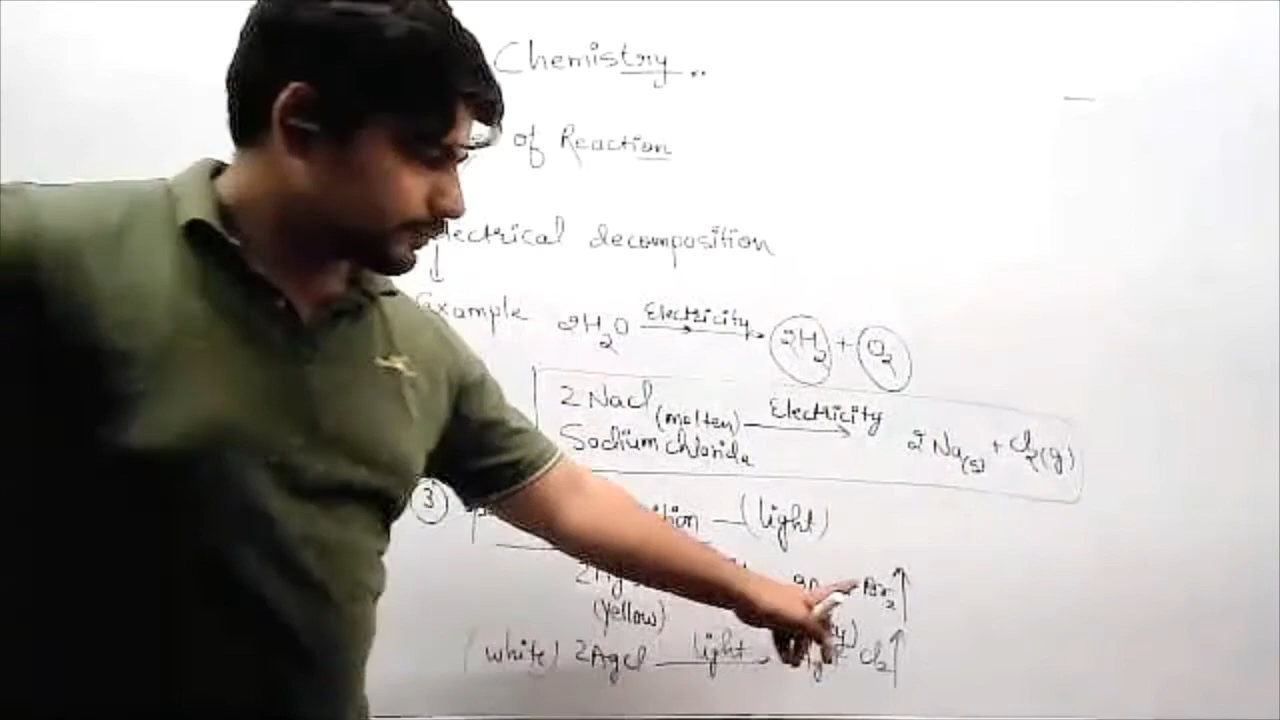 Chemistry..
of Reaction
Electrical decomposition
Example 2H₂O Electricity 2H₂ + O₂
2 Nacl (molten) Electricity 2 Na(s) + Cl₂(g)
Sodium chloride
③ (light)
(Yellow)
Br₂↑
(white) 2AgCl light Cl₂↑